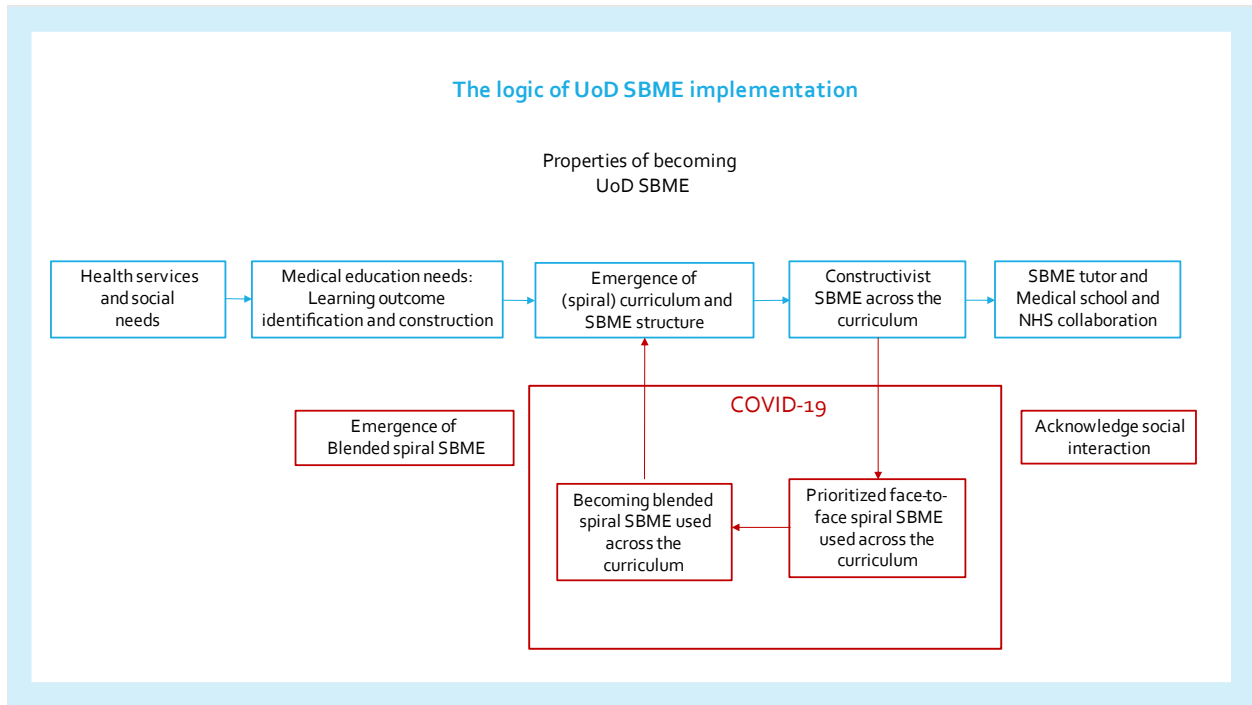 The logic of UoD SBME implementation
Properties of becoming
UoD SBME
Health services
and social
needs
Medical education needs:
Learning outcome
identification and construction
Emergence of
(spiral) curriculum and
SBME structure
Constructivist
SBME across the
curriculum
SBME tutor and
Medical school and
NHS collaboration
COVID-19
Emergence of
Blended spiral SBME
Acknowledge social
interaction
Becoming blended
spiral SBME used
across the
curriculum
Prioritized face-to-
face spiral SBME
used across the
curriculum